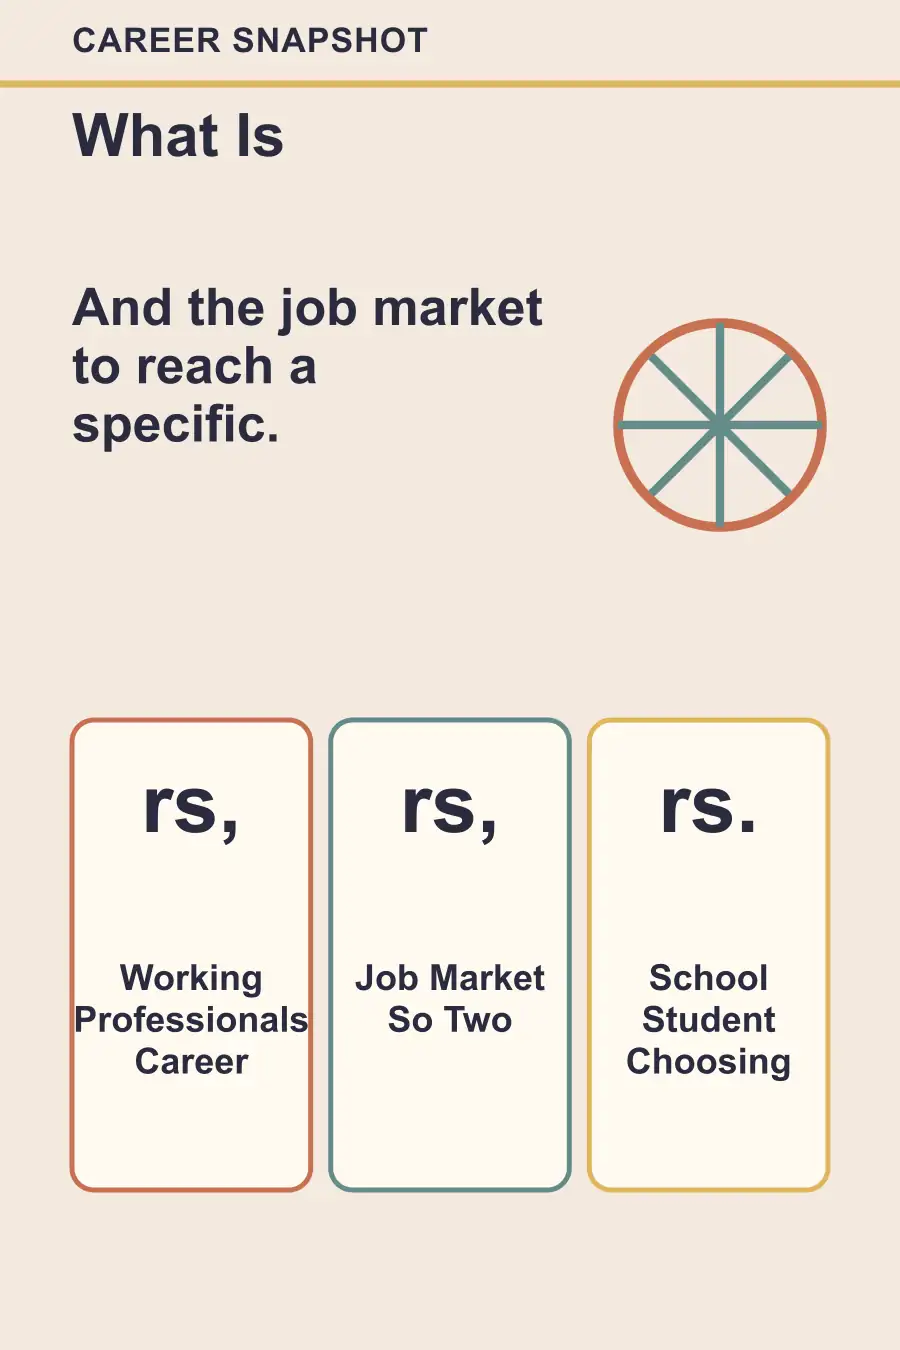 CAREER SNAPSHOT
What Is
And the job market
to reach a
specific.
rs,
Working
Professionals
Career
rs,
Job Market
So Two
rs.
School
Student
Choosing